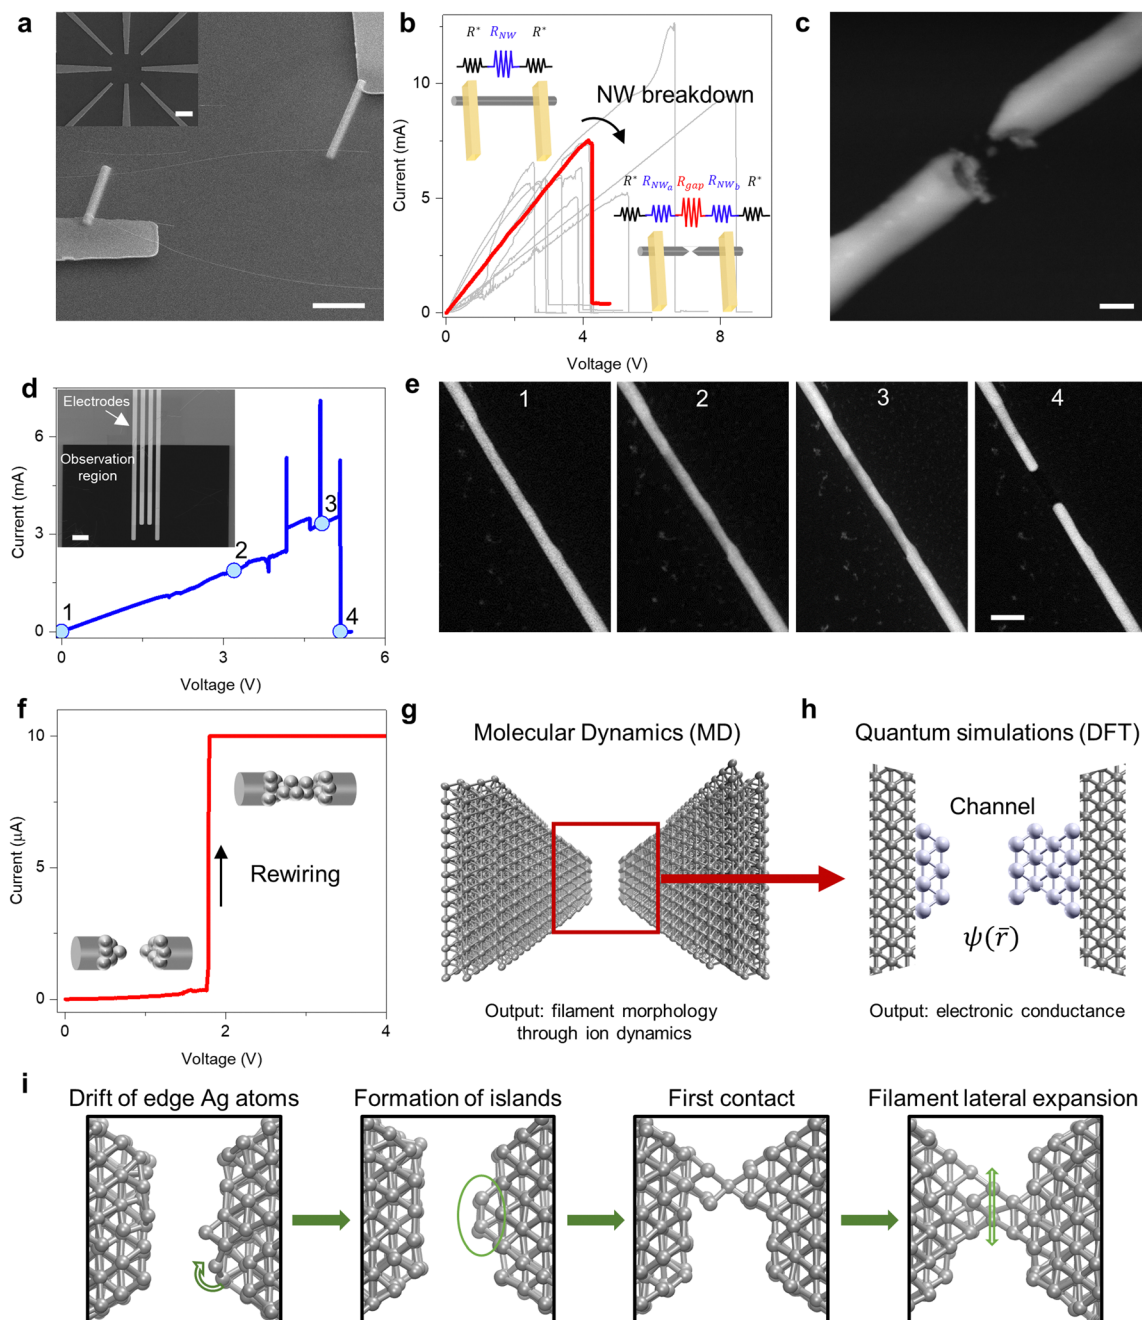 a
b
R* R_NW R*
NW breakdown
R* R_NWa R_gap R_NWb R*
10
5
0
Current (mA)
0 4 8
Voltage (V)
c
d
Electrodes
Observation
region
6
3
0
Current (mA)
1
2
3
4
0 3 6
Voltage (V)
e
1 2 3 4
f
10
5
0
Current (µA)
Rewiring
0 2 4
Voltage (V)
g
Molecular Dynamics (MD)
Output: filament morphology
through ion dynamics
h
Quantum simulations (DFT)
Channel
ψ(r̄)
Output: electronic conductance
i
Drift of edge Ag atoms
Formation of islands
First contact
Filament lateral expansion